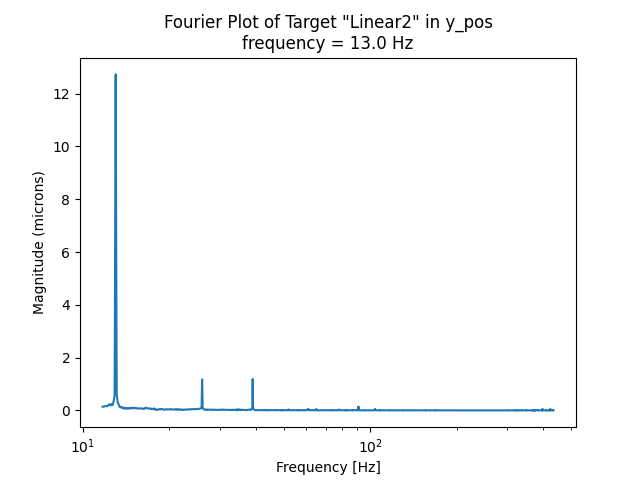 Fourier Plot of Target "Linear2" in y_pos
frequency = 13.0 Hz
12
10
8
6
4
2
0
Magnitude (microns)
10¹
10²
Frequency [Hz]